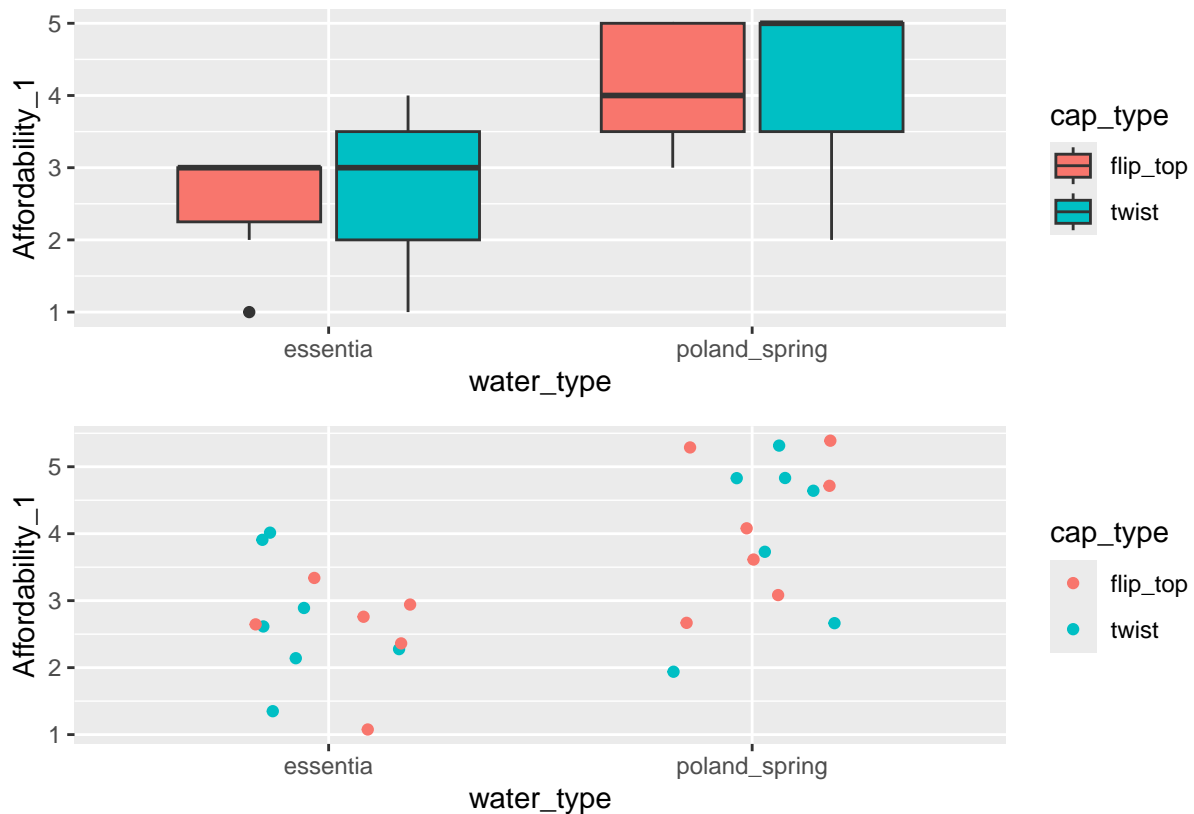 Affordability_1
5
4
3
2
1
essentia
poland_spring
water_type
cap_type
flip_top
twist
Affordability_1
5
4
3
2
1
essentia
poland_spring
water_type
cap_type
flip_top
twist